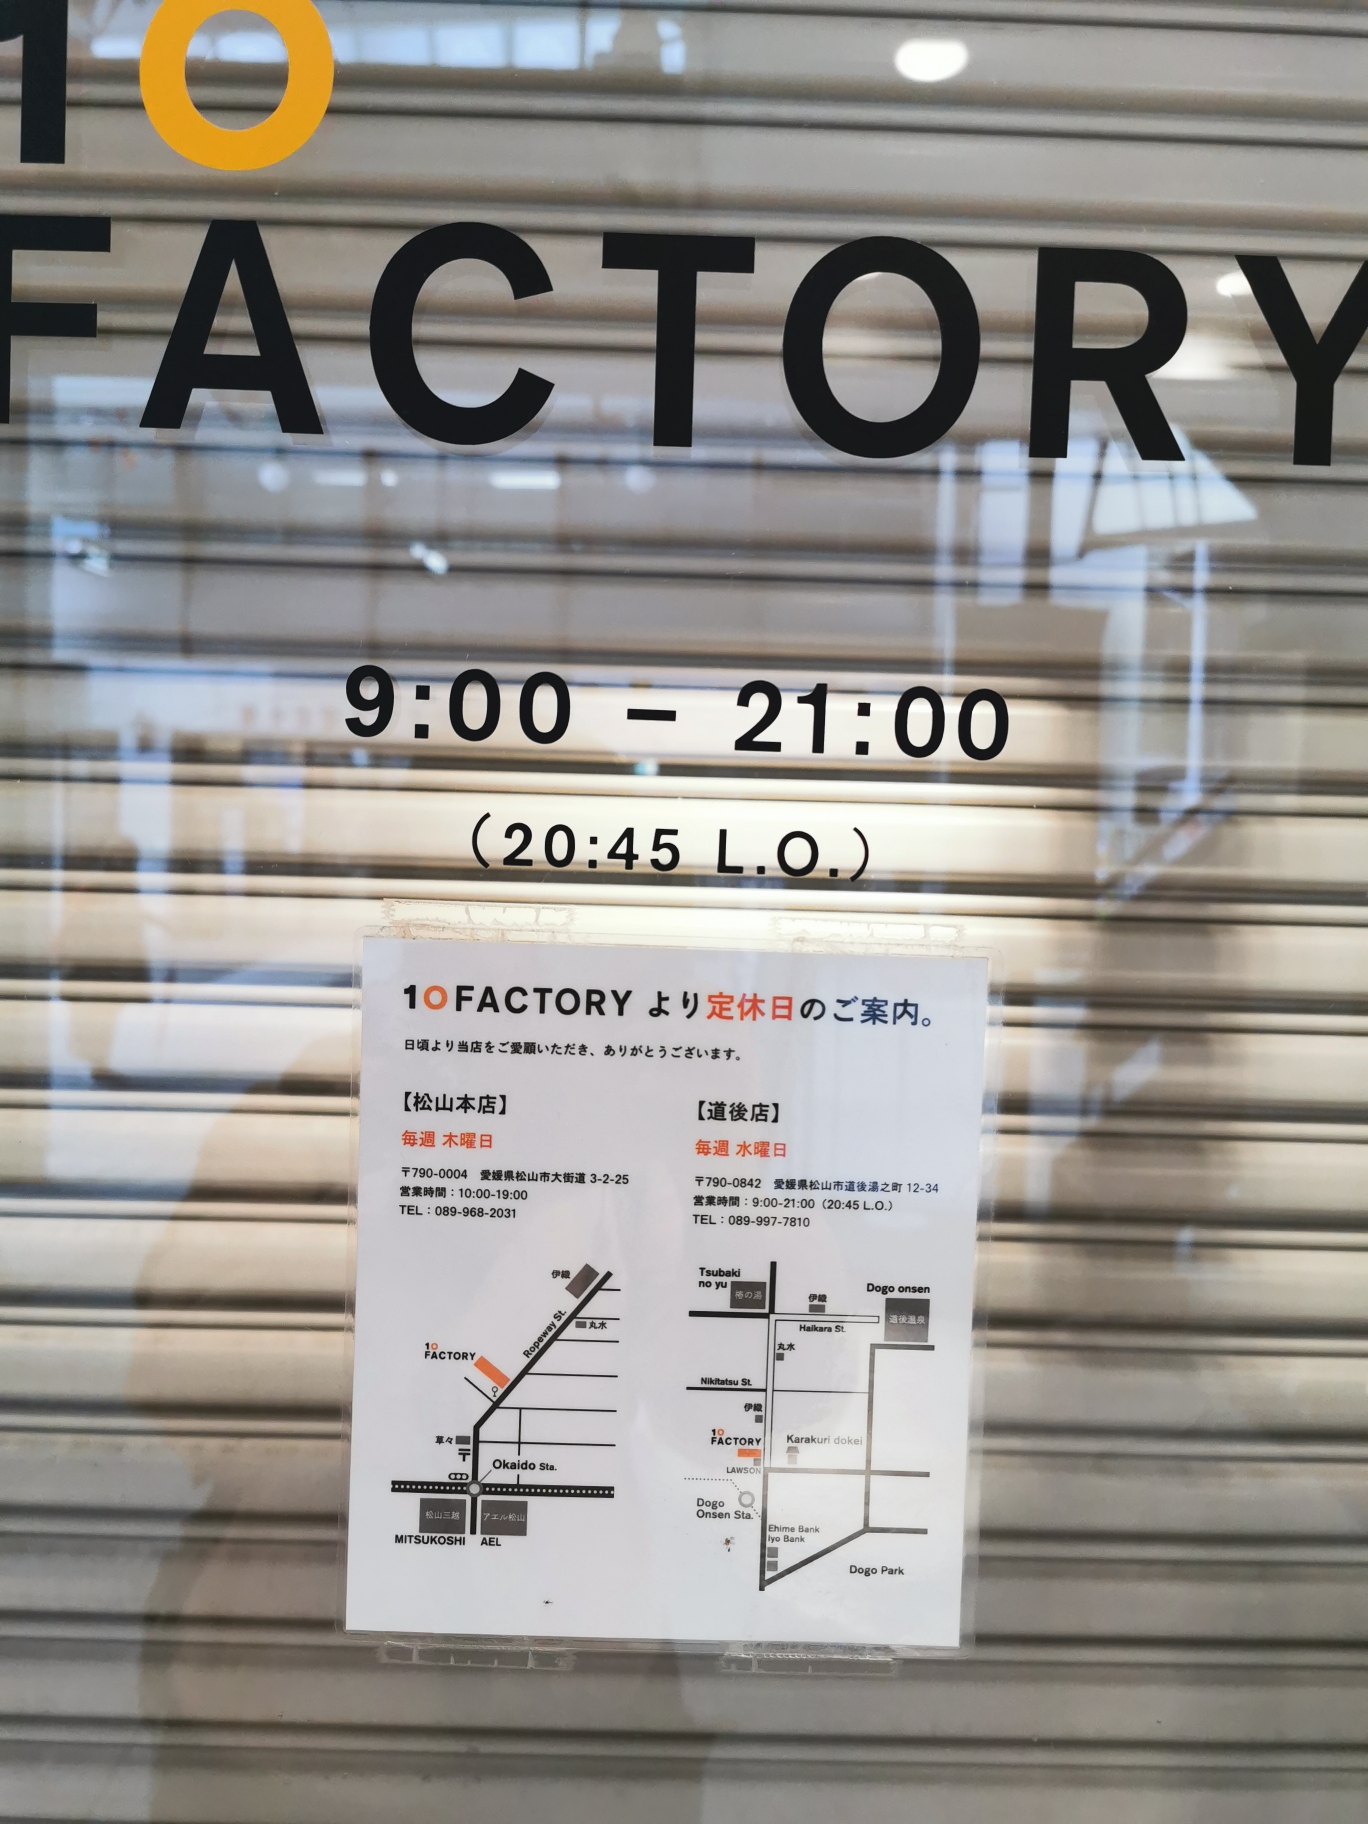 10
FACTORY
9:00 – 21:00
(20:45 L.O.)
10FACTORY より定休日のご案内。
日頃より当店をご愛顧いただき、ありがとうございます。
【松山本店】
毎週 木曜日
〒790-0004 愛媛県松山市大街道 3-2-25
営業時間：10:00-19:00
TEL：089-968-2031
伊織
Ropeway St.
丸水
10
FACTORY
草々
〒
Okaido Sta.
松山三越
アエル松山
MITSUKOSHI
AEL
【道後店】
毎週 水曜日
〒790-0842 愛媛県松山市道後湯之町 12-34
営業時間：9:00-21:00（20:45 L.O.）
TEL：089-997-7810
Tsubaki
no yu
椿の湯
伊織
Dogo onsen
道後温泉
Haikara St.
丸水
Nikitatsu St.
伊織
10
FACTORY
Karakuri dokei
LAWSON
Dogo
Onsen Sta.
Ehime Bank
Iyo Bank
Dogo Park